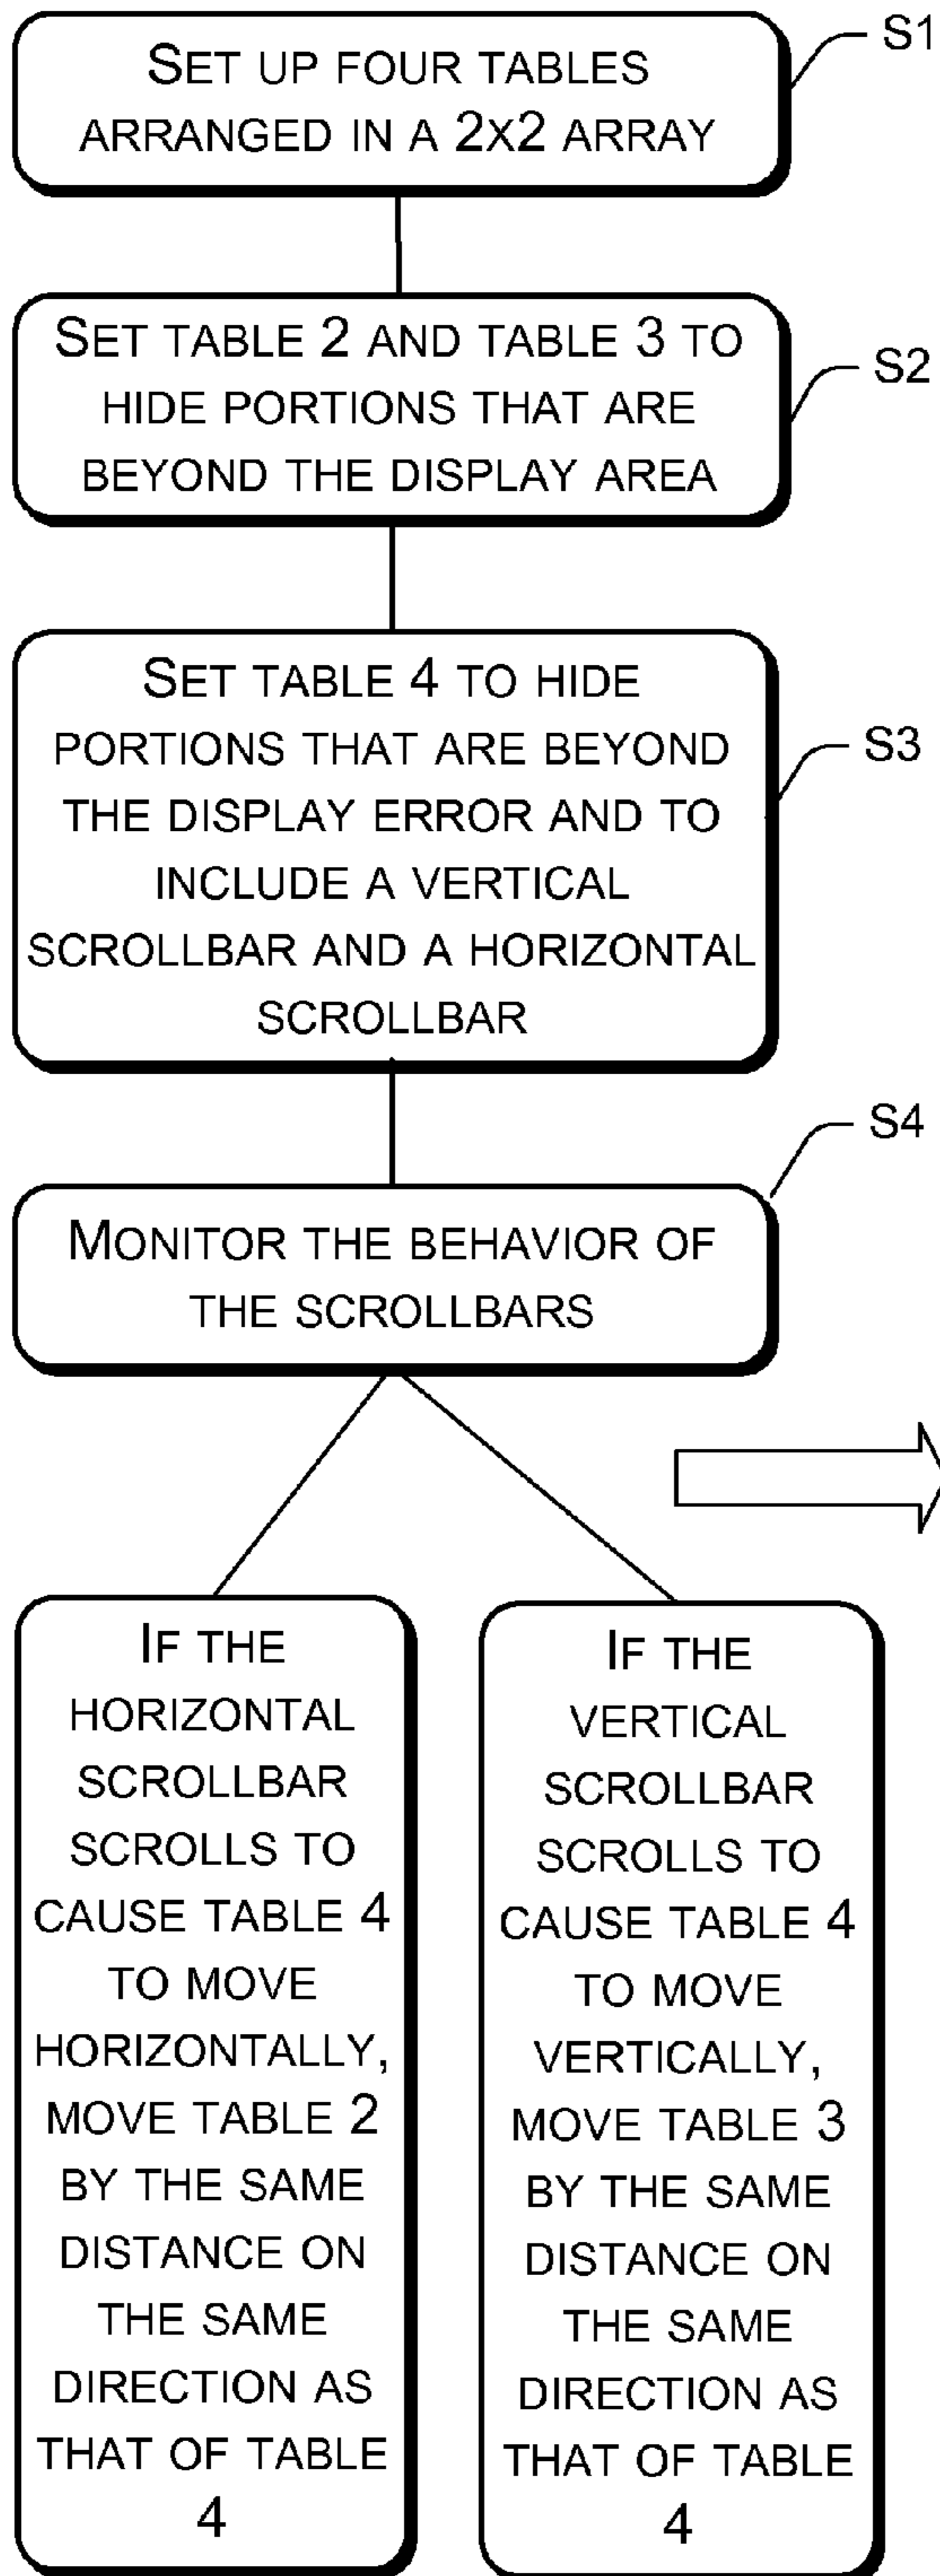 SET UP FOUR TABLES
ARRANGED IN A 2X2 ARRAY
S1
SET TABLE 2 AND TABLE 3 TO
HIDE PORTIONS THAT ARE
BEYOND THE DISPLAY AREA
S2
SET TABLE 4 TO HIDE
PORTIONS THAT ARE BEYOND
THE DISPLAY ERROR AND TO
INCLUDE A VERTICAL
SCROLLBAR AND A HORIZONTAL
SCROLLBAR
S3
MONITOR THE BEHAVIOR OF
THE SCROLLBARS
S4
IF THE
HORIZONTAL
SCROLLBAR
SCROLLS TO
CAUSE TABLE 4
TO MOVE
HORIZONTALLY,
MOVE TABLE 2
BY THE SAME
DISTANCE ON
THE SAME
DIRECTION AS
THAT OF TABLE
4
IF THE
VERTICAL
SCROLLBAR
SCROLLS TO
CAUSE TABLE 4
TO MOVE
VERTICALLY,
MOVE TABLE 3
BY THE SAME
DISTANCE ON
THE SAME
DIRECTION AS
THAT OF TABLE
4